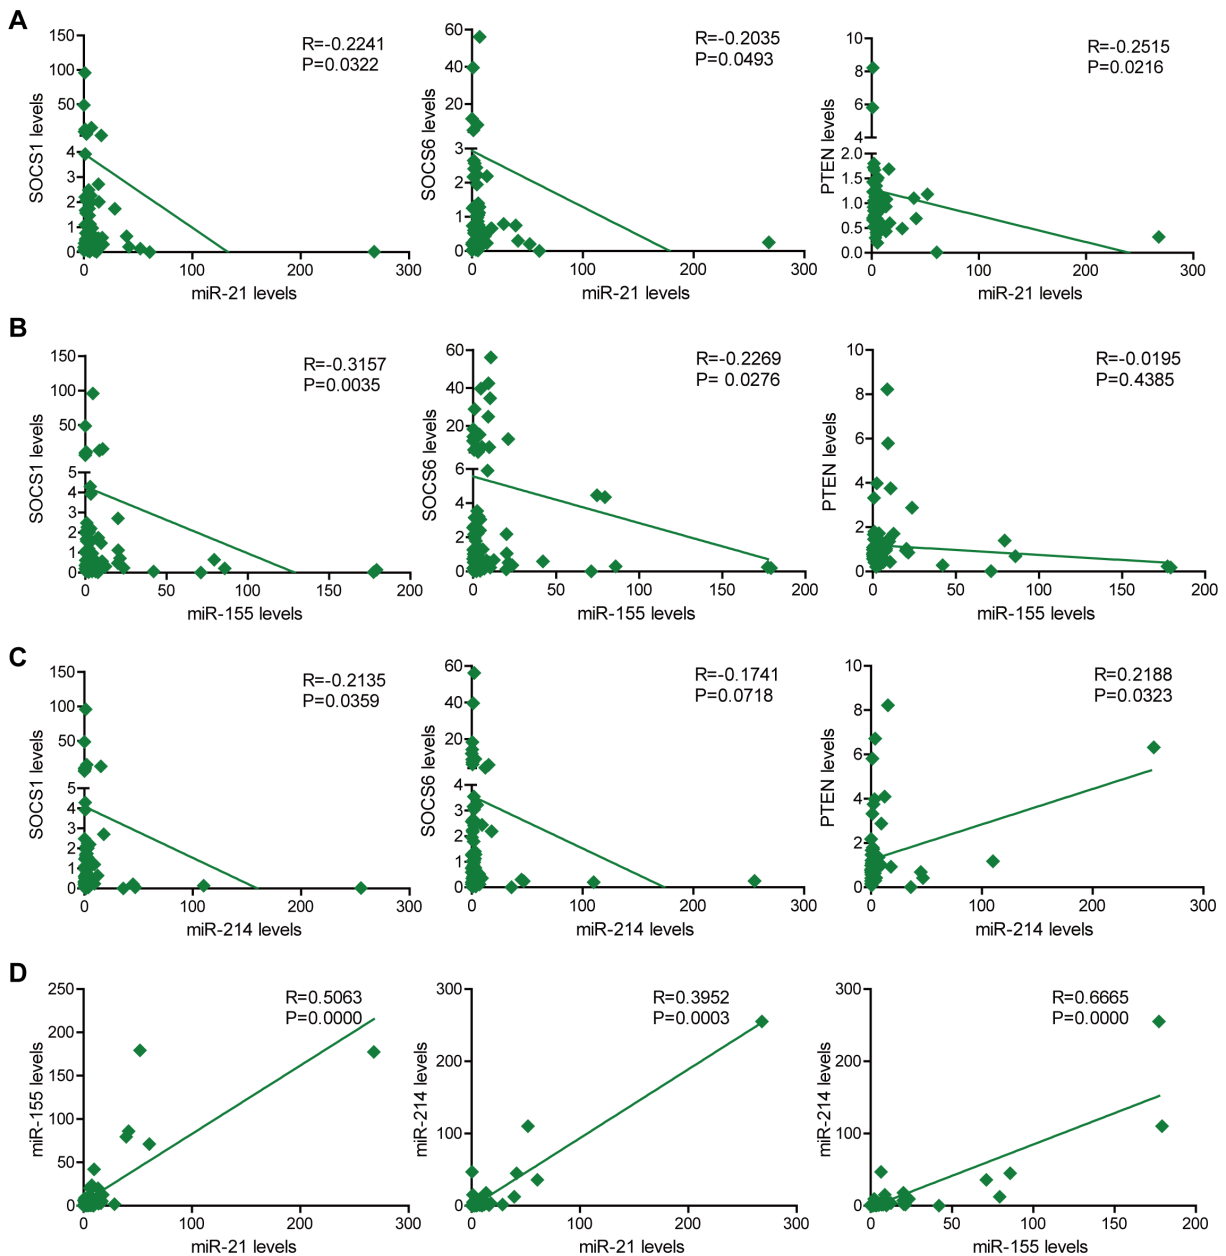 A
R=-0.2241
P=0.0322
SOCS1 levels
150
100
50
4
3
2
1
0
0 100 200 300
miR-21 levels
R=-0.2035
P=0.0493
SOCS6 levels
60
40
20
3
2
1
0
0 100 200 300
miR-21 levels
R=-0.2515
P=0.0216
PTEN levels
10
8
6
4
2.0
1.5
1.0
0.5
0.0
0 100 200 300
miR-21 levels
B
R=-0.3157
P=0.0035
SOCS1 levels
150
100
50
5
4
3
2
1
0
0 50 100 150 200
miR-155 levels
R=-0.2269
P= 0.0276
SOCS6 levels
60
40
20
6
4
2
0
0 50 100 150 200
miR-155 levels
R=-0.0195
P=0.4385
PTEN levels
10
8
6
4
2
0
0 50 100 150 200
miR-155 levels
C
R=-0.2135
P=0.0359
SOCS1 levels
150
100
50
5
4
3
2
1
0
0 100 200 300
miR-214 levels
R=-0.1741
P=0.0718
SOCS6 levels
60
40
20
4
3
2
1
0
0 100 200 300
miR-214 levels
R=0.2188
P=0.0323
PTEN levels
10
8
6
4
2
0
0 100 200 300
miR-214 levels
D
R=0.5063
P=0.0000
miR-155 levels
250
200
150
100
50
0
0 100 200 300
miR-21 levels
R=0.3952
P=0.0003
miR-214 levels
300
200
100
0
0 100 200 300
miR-21 levels
R=0.6665
P=0.0000
miR-214 levels
300
200
100
0
0 50 100 150 200
miR-155 levels